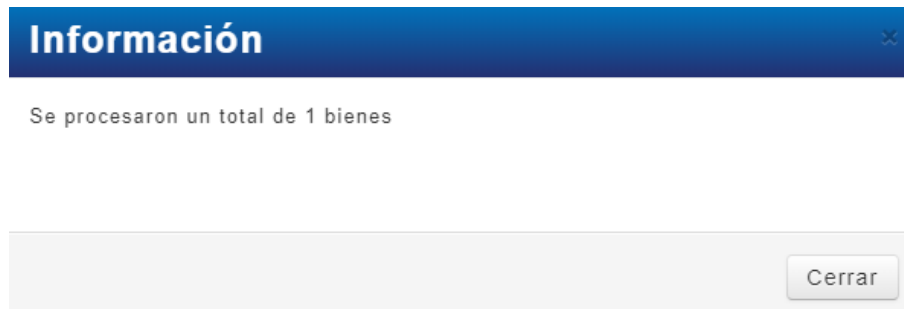 Información
×
Se procesaron un total de 1 bienes
Cerrar